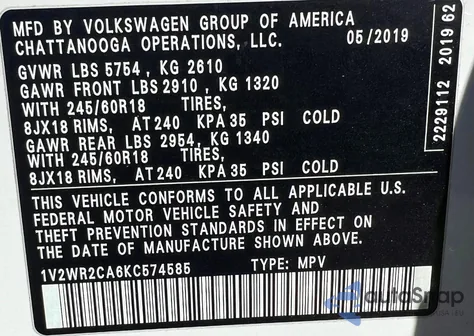 MFD BY VOLKSWAGEN GROUP OF AMERICA
CHATTANOOGA OPERATIONS, LLC. 05/2019
GVWR LBS 5754 , KG 2610
GAWR FRONT LBS 2910 , KG 1320
WITH 245/60R18 TIRES,
8JX18 RIMS, AT 240 KPA 35 PSI COLD
GAWR REAR LBS 2954, KG 1340
WITH 245/60R18 TIRES,
8JX18 RIMS, AT 240 KPA 35 PSI COLD
THIS VEHICLE CONFORMS TO ALL APPLICABLE U.S.
FEDERAL MOTOR VEHICLE SAFETY AND
THEFT PREVENTION STANDARDS IN EFFECT ON
THE DATE OF MANUFACTURE SHOWN ABOVE.
1V2WR2CA6KC574585 TYPE: MPV
2229112 2019 62
autoSnap